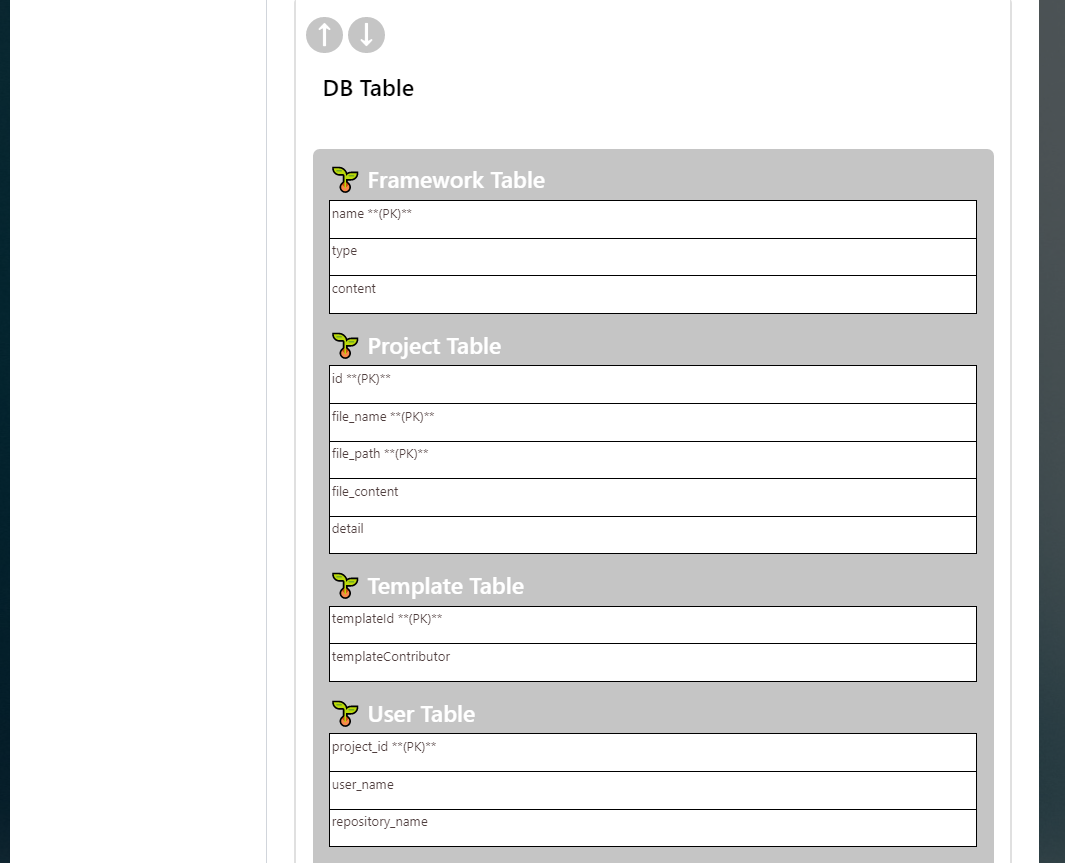 DB Table
Framework Table
name **(PK)**
type
content
Project Table
id **(PK)**
file_name **(PK)**
file_path **(PK)**
file_content
detail
Template Table
templateId **(PK)**
templateContributor
User Table
project_id **(PK)**
user_name
repository_name